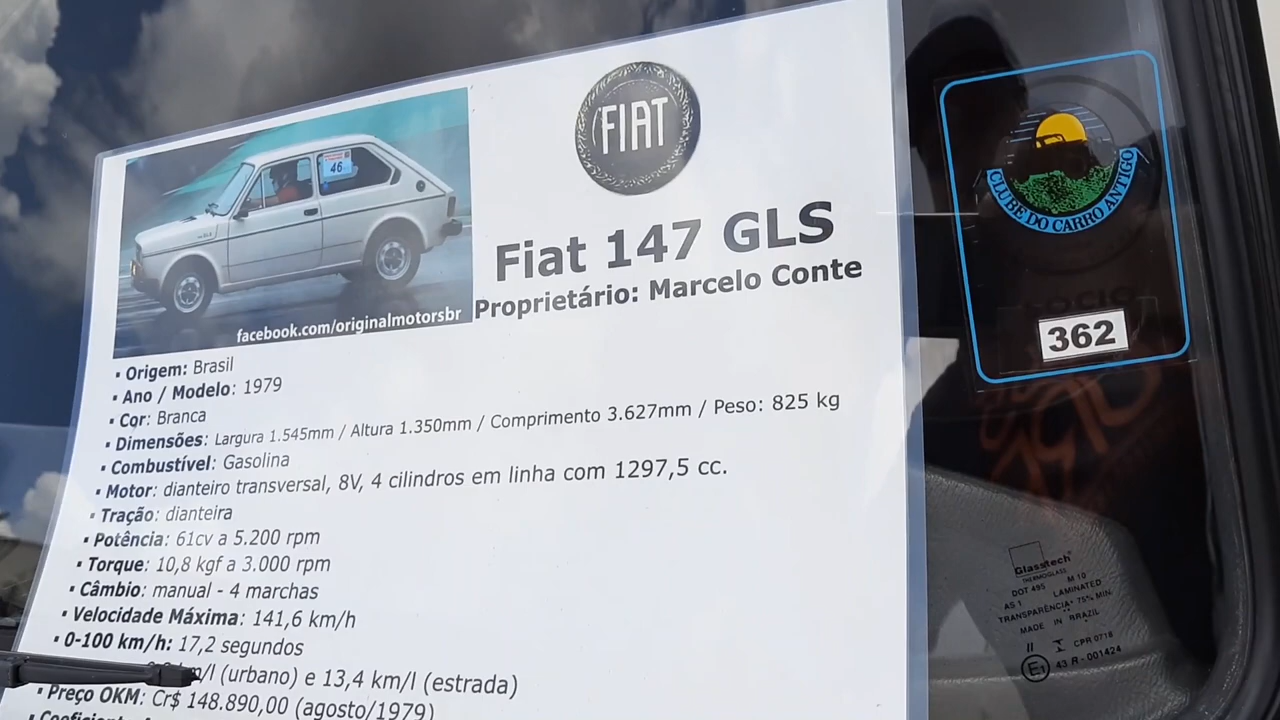 FIAT
46
Fiat 147 GLS
Proprietário: Marcelo Conte
facebook.com/originalmotorsbr
▪ Origem: Brasil
▪ Ano / Modelo: 1979
▪ Cor: Branca
▪ Dimensões: Largura 1.545mm / Altura 1.350mm / Comprimento 3.627mm / Peso: 825 kg
▪ Combustível: Gasolina
▪ Motor: dianteiro transversal, 8V, 4 cilindros em linha com 1297,5 cc.
▪ Tração: dianteira
▪ Potência: 61cv a 5.200 rpm
▪ Torque: 10,8 kgf a 3.000 rpm
▪ Câmbio: manual - 4 marchas
▪ Velocidade Máxima: 141,6 km/h
▪ 0-100 km/h: 17,2 segundos
(urbano) e 13,4 km/l (estrada)
▪ Preço OKM: Cr$ 148.890,00 (agosto/1979)
CLUBE DO CARRO ANTIGO
SÓCIO
362
Glasstech
THERMOGLASS
DOT 495 M 10
AS 1 LAMINATED
TRANSPARÊNCIA 75% MIN.
MADE IN BRAZIL
II CPR 0718
E1 43 R-001424